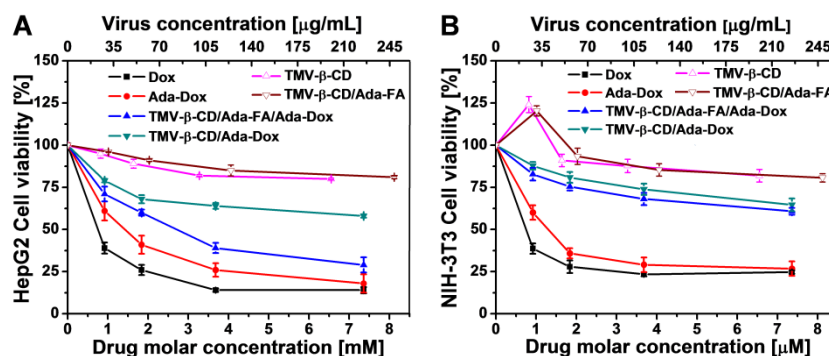 A
Virus concentration [µg/mL]
0 35 70 105 140 175 210 245
HepG2 Cell viability [%]
150
125
100
75
50
25
0
Dox
Ada-Dox
TMV-β-CD/Ada-FA/Ada-Dox
TMV-β-CD/Ada-Dox
TMV-β-CD
TMV-β-CD/Ada-FA
0 1 2 3 4 5 6 7 8
Drug molar concentration [mM]
B
Virus concentration [µg/mL]
0 35 70 105 140 175 210 245
NIH-3T3 Cell viability [%]
150
125
100
75
50
25
0
Dox
Ada-Dox
TMV-β-CD
TMV-β-CD/Ada-FA
TMV-β-CD/Ada-FA/Ada-Dox
TMV-β-CD/Ada-Dox
0 1 2 3 4 5 6 7 8
Drug molar concentration [µM]